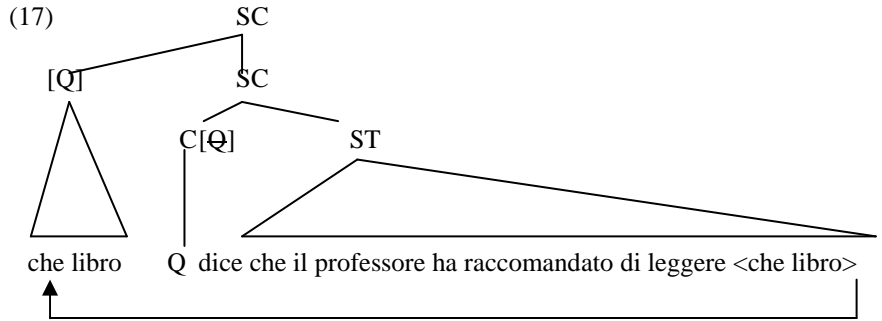 (17) SC
[Q] SC
C[Q] ST
che libro Q dice che il professore ha raccomandato di leggere <che libro>